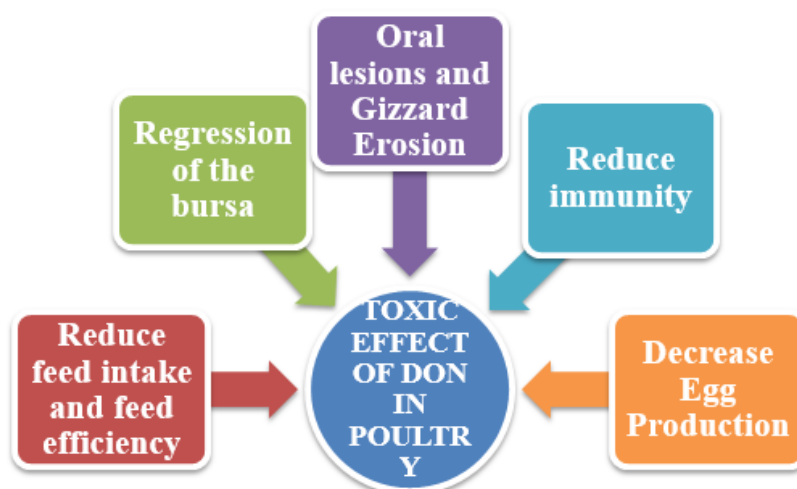 Oral
lesions and
Gizzard
Erosion
Regression
of the
bursa
Reduce
immunity
Reduce
feed intake
and feed
efficiency
TOXIC
EFFECT
OF DON
IN
POULTR
Y
Decrease
Egg
Production